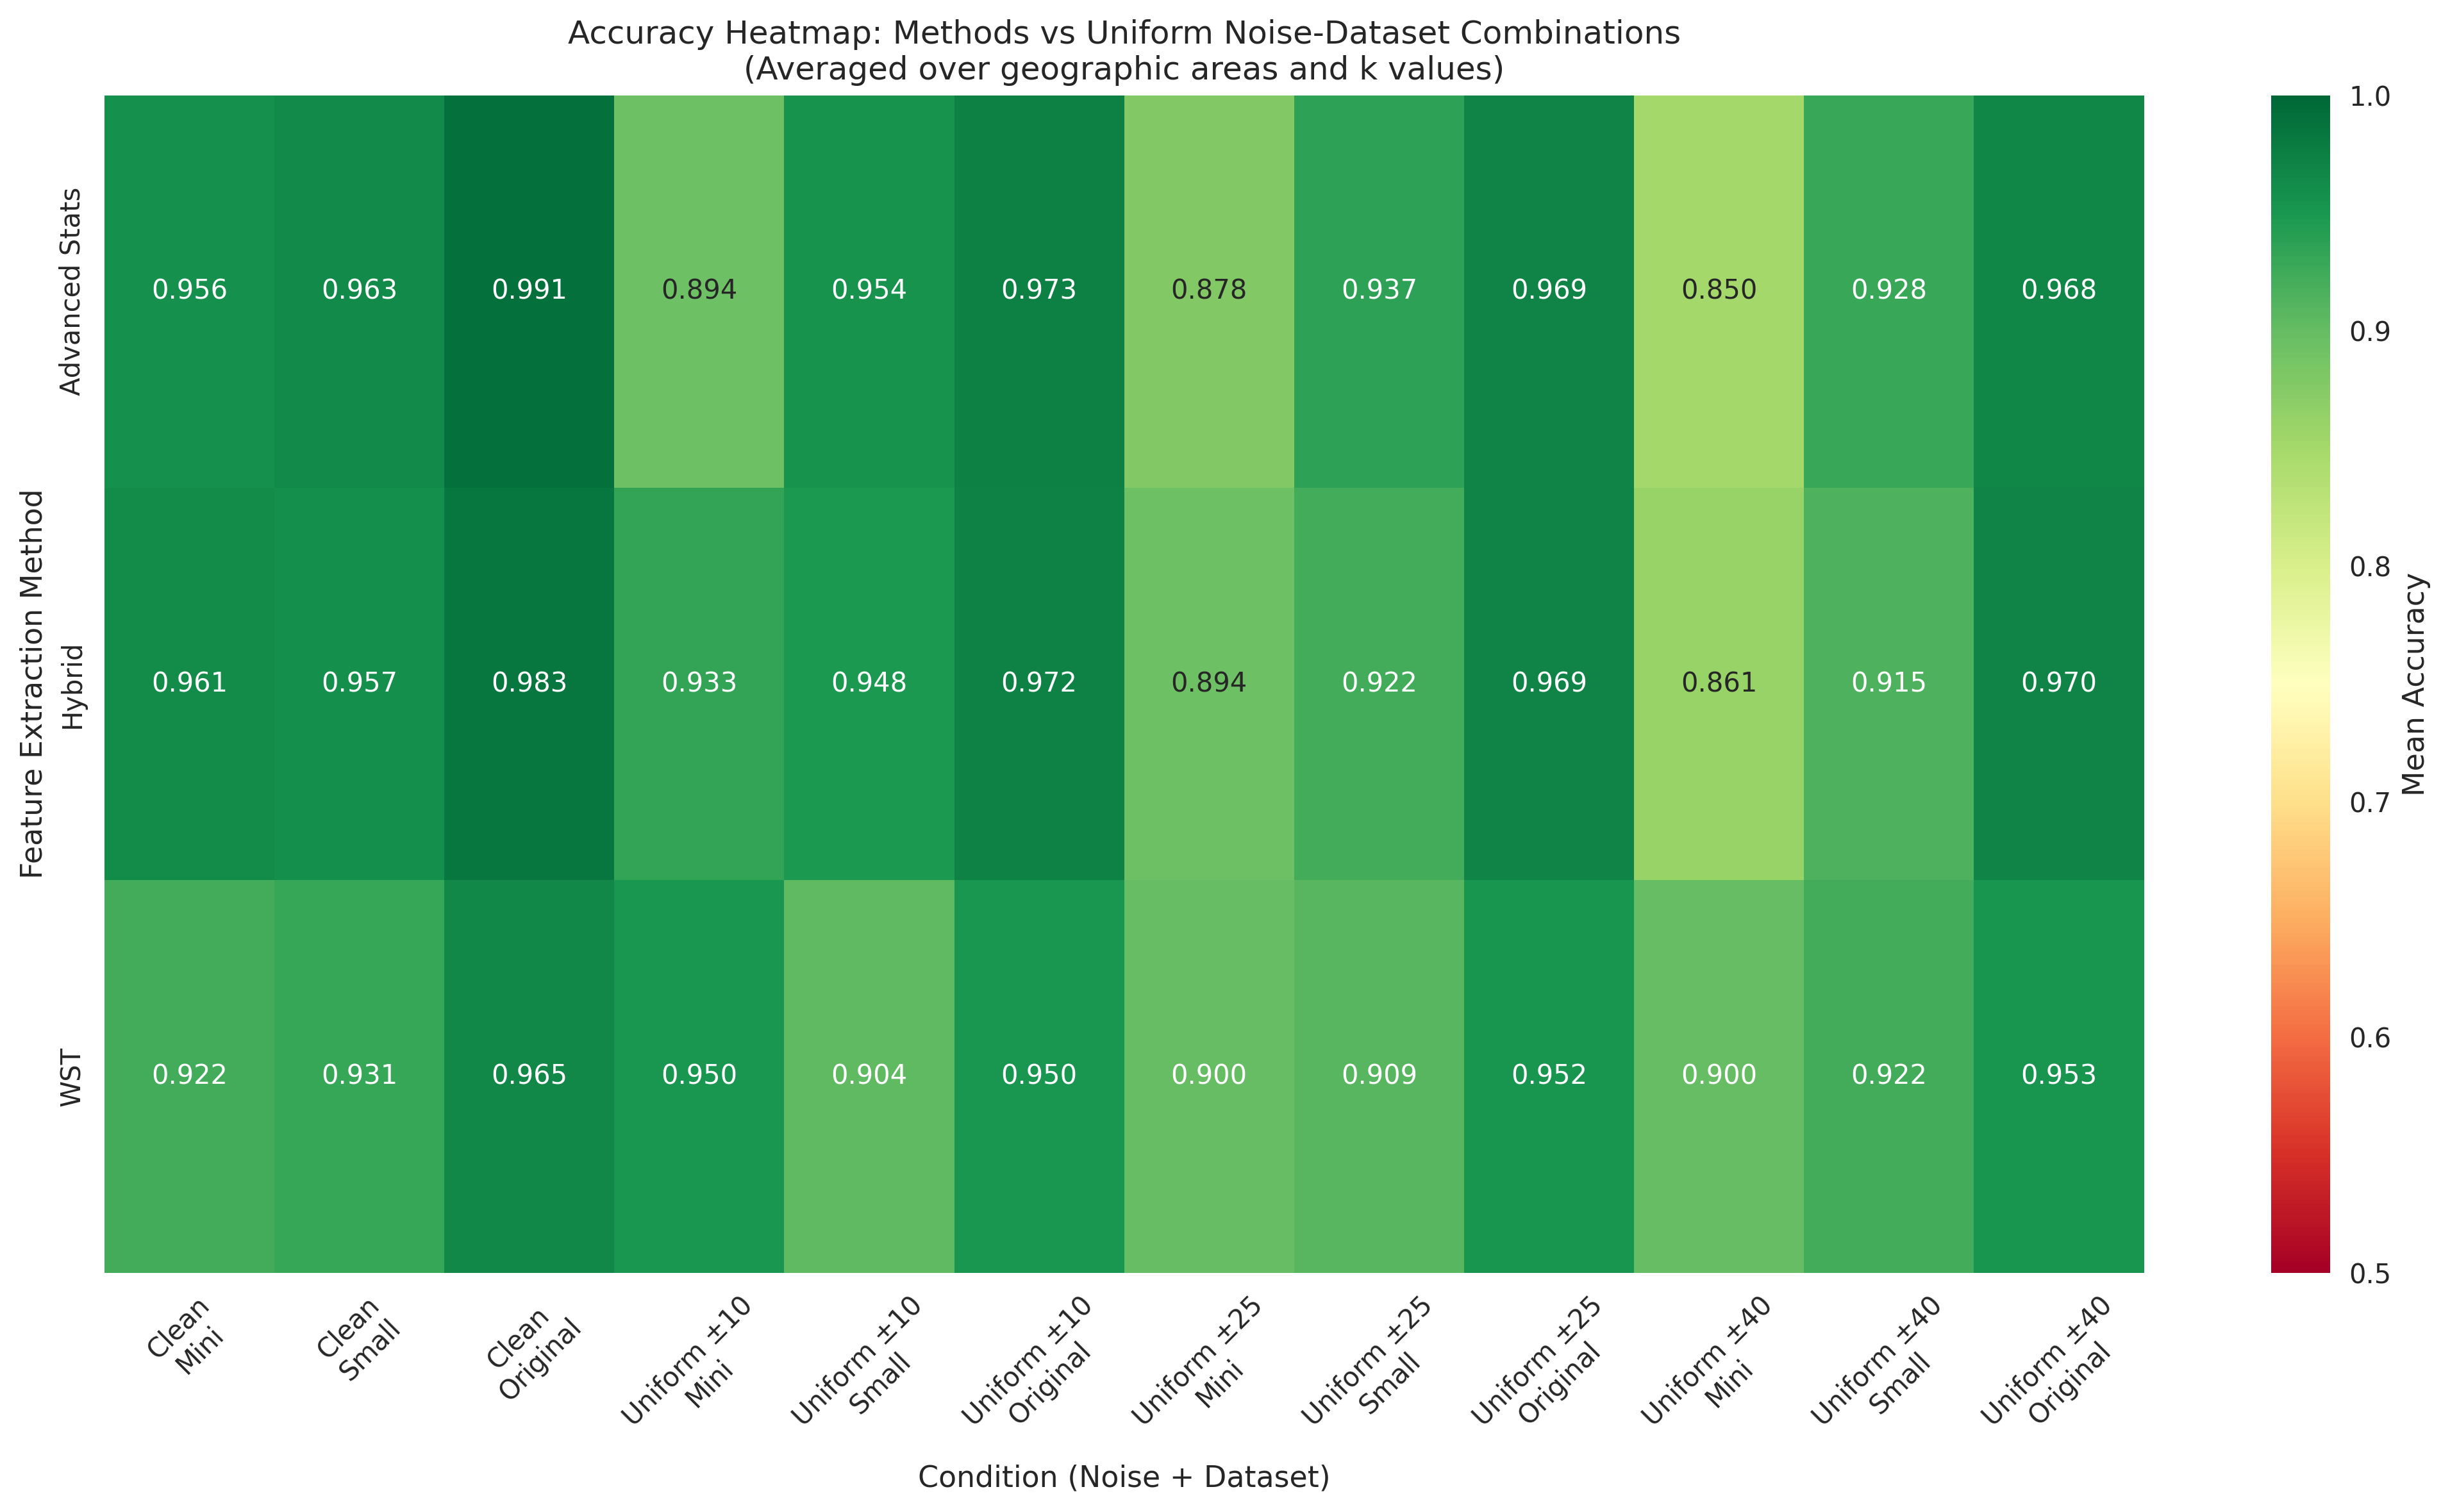 Accuracy Heatmap: Methods vs Uniform Noise-Dataset Combinations
(Averaged over geographic areas and k values)
Feature Extraction Method
Advanced Stats
0.956 0.963 0.991 0.894 0.954 0.973 0.878 0.937 0.969 0.850 0.928 0.968
Hybrid
0.961 0.957 0.983 0.933 0.948 0.972 0.894 0.922 0.969 0.861 0.915 0.970
WST
0.922 0.931 0.965 0.950 0.904 0.950 0.900 0.909 0.952 0.900 0.922 0.953
Clean
Mini
Clean
Small
Clean
Original
Uniform ±10
Mini
Uniform ±10
Small
Uniform ±10
Original
Uniform ±25
Mini
Uniform ±25
Small
Uniform ±25
Original
Uniform ±40
Mini
Uniform ±40
Small
Uniform ±40
Original
Condition (Noise + Dataset)
1.0
0.9
0.8
0.7
0.6
0.5
Mean Accuracy